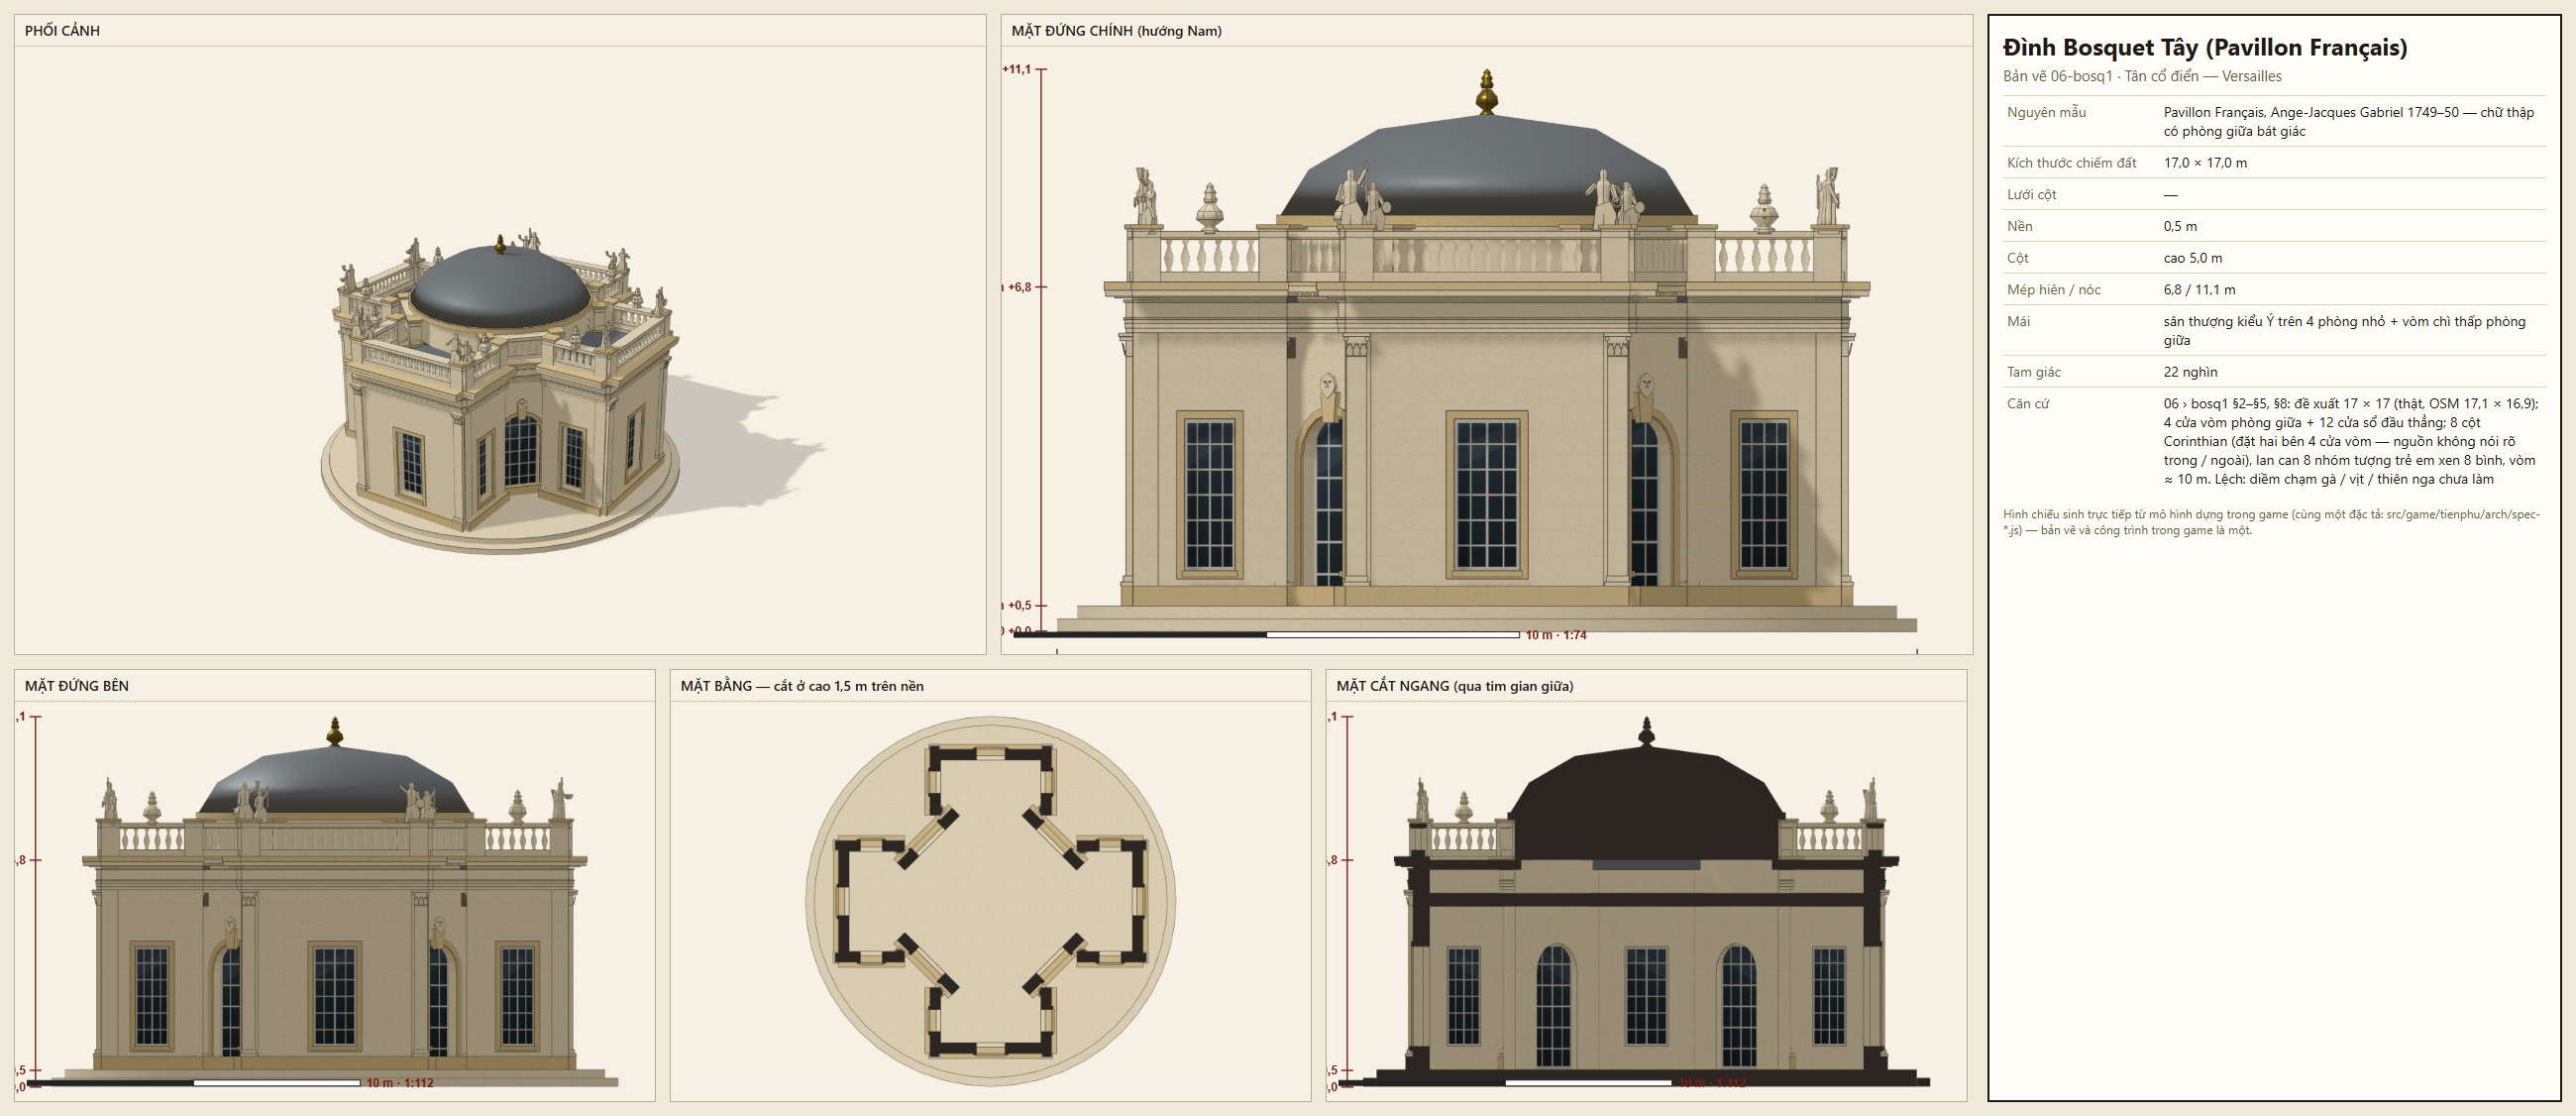 PHỐI CẢNH
MẶT ĐỨNG CHÍNH (hướng Nam)
+11,1
+6,8
+0,5
10 m · 1:74
MẶT ĐỨNG BÊN
,1
,8
,5
,0
10 m · 1:112
MẶT BẰNG — cắt ở cao 1,5 m trên nền
MẶT CẮT NGANG (qua tim gian giữa)
,1
,8
,5
,0
10 m · 1:112
Đình Bosquet Tây (Pavillon Français)
Bản vẽ 06-bosq1 · Tân cổ điển — Versailles
Nguyên mẫu
Pavillon Français, Ange-Jacques Gabriel 1749–50 — chữ thập
có phòng giữa bát giác
Kích thước chiếm đất
17,0 × 17,0 m
Lưới cột
—
Nền
0,5 m
Cột
cao 5,0 m
Mép hiên / nóc
6,8 / 11,1 m
Mái
sân thượng kiểu Ý trên 4 phòng nhỏ + vòm chì thấp phòng
giữa
Tam giác
22 nghìn
Căn cứ
06 › bosq1 §2–§5, §8: đề xuất 17 × 17 (thật, OSM 17,1 × 16,9);
4 cửa vòm phòng giữa + 12 cửa sổ đầu thẳng; 8 cột
Corinthian (đặt hai bên 4 cửa vòm — nguồn không nói rõ
trong / ngoài), lan can 8 nhóm tượng trẻ em xen 8 bình, vòm
≈ 10 m. Lệch: diềm chạm gà / vịt / thiên nga chưa làm
Hình chiếu sinh trực tiếp từ mô hình dựng trong game (cùng một đặc tả: src/game/tienphu/arch/spec-
*.js) — bản vẽ và công trình trong game là một.